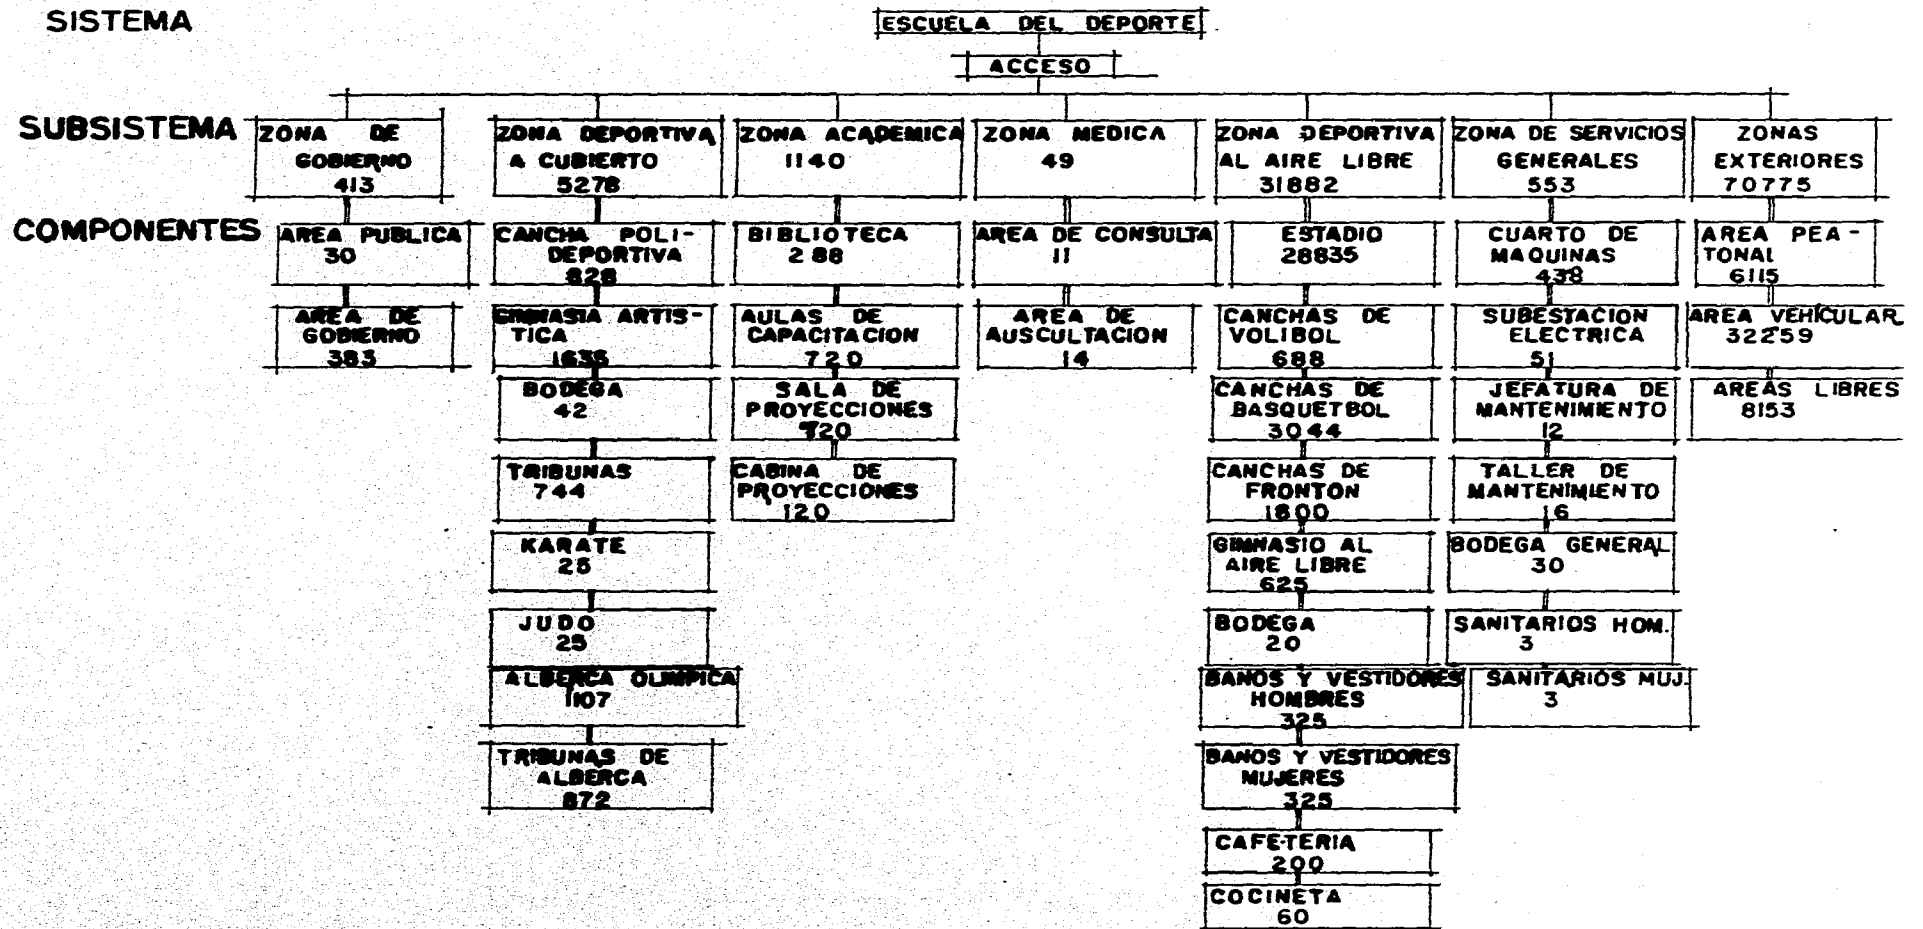 SISTEMA
ESCUELA DEL DEPORTE
ACCESO
SUBSISTEMA
ZONA DE
GOBIERNO
413
ZONA DEPORTIVA
A CUBIERTO
5278
ZONA ACADEMICA
1140
ZONA MEDICA
49
ZONA DEPORTIVA
AL AIRE LIBRE
31882
ZONA DE SERVICIOS
GENERALES
553
ZONAS
EXTERIORES
70775
COMPONENTES
AREA PUBLICA
30
AREA DE
GOBIERNO
383
CANCHA POLI-
DEPORTIVA
828
GIMNASIA ARTIS-
TICA
1635
BODEGA
42
TRIBUNAS
744
KARATE
25
JUDO
25
ALBERCA OLIMPICA
1107
TRIBUNAS DE
ALBERCA
872
BIBLIOTECA
288
AULAS DE
CAPACITACION
720
SALA DE
PROYECCIONES
720
CABINA DE
PROYECCIONES
120
AREA DE CONSULTA
11
AREA DE
AUSCULTACION
14
ESTADIO
28835
CANCHAS DE
VOLIBOL
688
CANCHAS DE
BASQUETBOL
3044
CANCHAS DE
FRONTON
1800
GIMNASIO AL
AIRE LIBRE
625
BODEGA
20
BANOS Y VESTIDORES
HOMBRES
325
BANOS Y VESTIDORES
MUJERES
325
CAFETERIA
200
COCINETA
60
CUARTO DE
MAQUINAS
438
SUBESTACION
ELECTRICA
51
JEFATURA DE
MANTENIMIENTO
12
TALLER DE
MANTENIMIENTO
16
BODEGA GENERAL
30
SANITARIOS HOM.
3
SANITARIOS MUJ.
3
AREA PEA-
TONAL
6115
AREA VEHICULAR
32259
AREAS LIBRES
8153